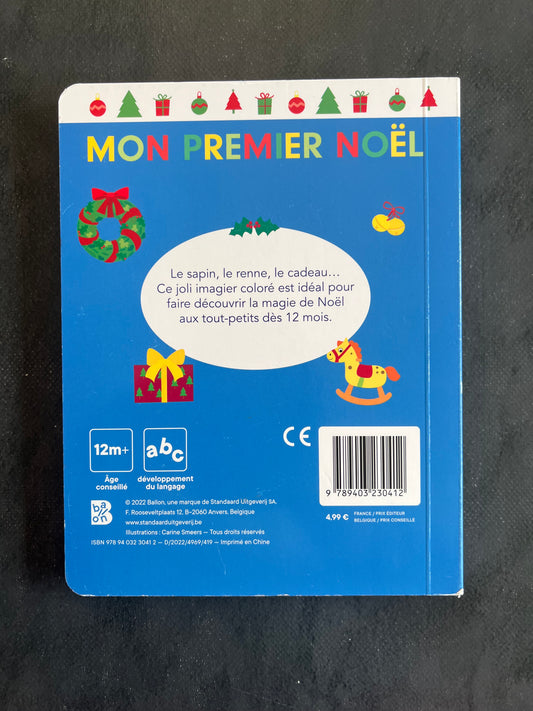 MON PREMIER NOËL
Le sapin, le renne, le cadeau...
Ce joli imagier coloré est idéal pour
faire découvrir la magie de Noël
aux tout-petits dès 12 mois.
12m+
Âge
conseillé
abc
développement
du langage
CE
9 789403 230412
4,99 €
FRANCE / PRIX ÉDITEUR
BELGIQUE / PRIX CONSEILLÉ
ba
llon
© 2022 Ballon, une marque de Standaard Uitgeverij SA,
F. Rooseveltplaats 12, B-2060 Anvers, Belgique
www.standaarduitgeverij.be
Illustrations : Carine Smeers – Tous droits réservés
ISBN 978 94 032 3041 2 – D/2022/4969/419 – Imprimé en Chine